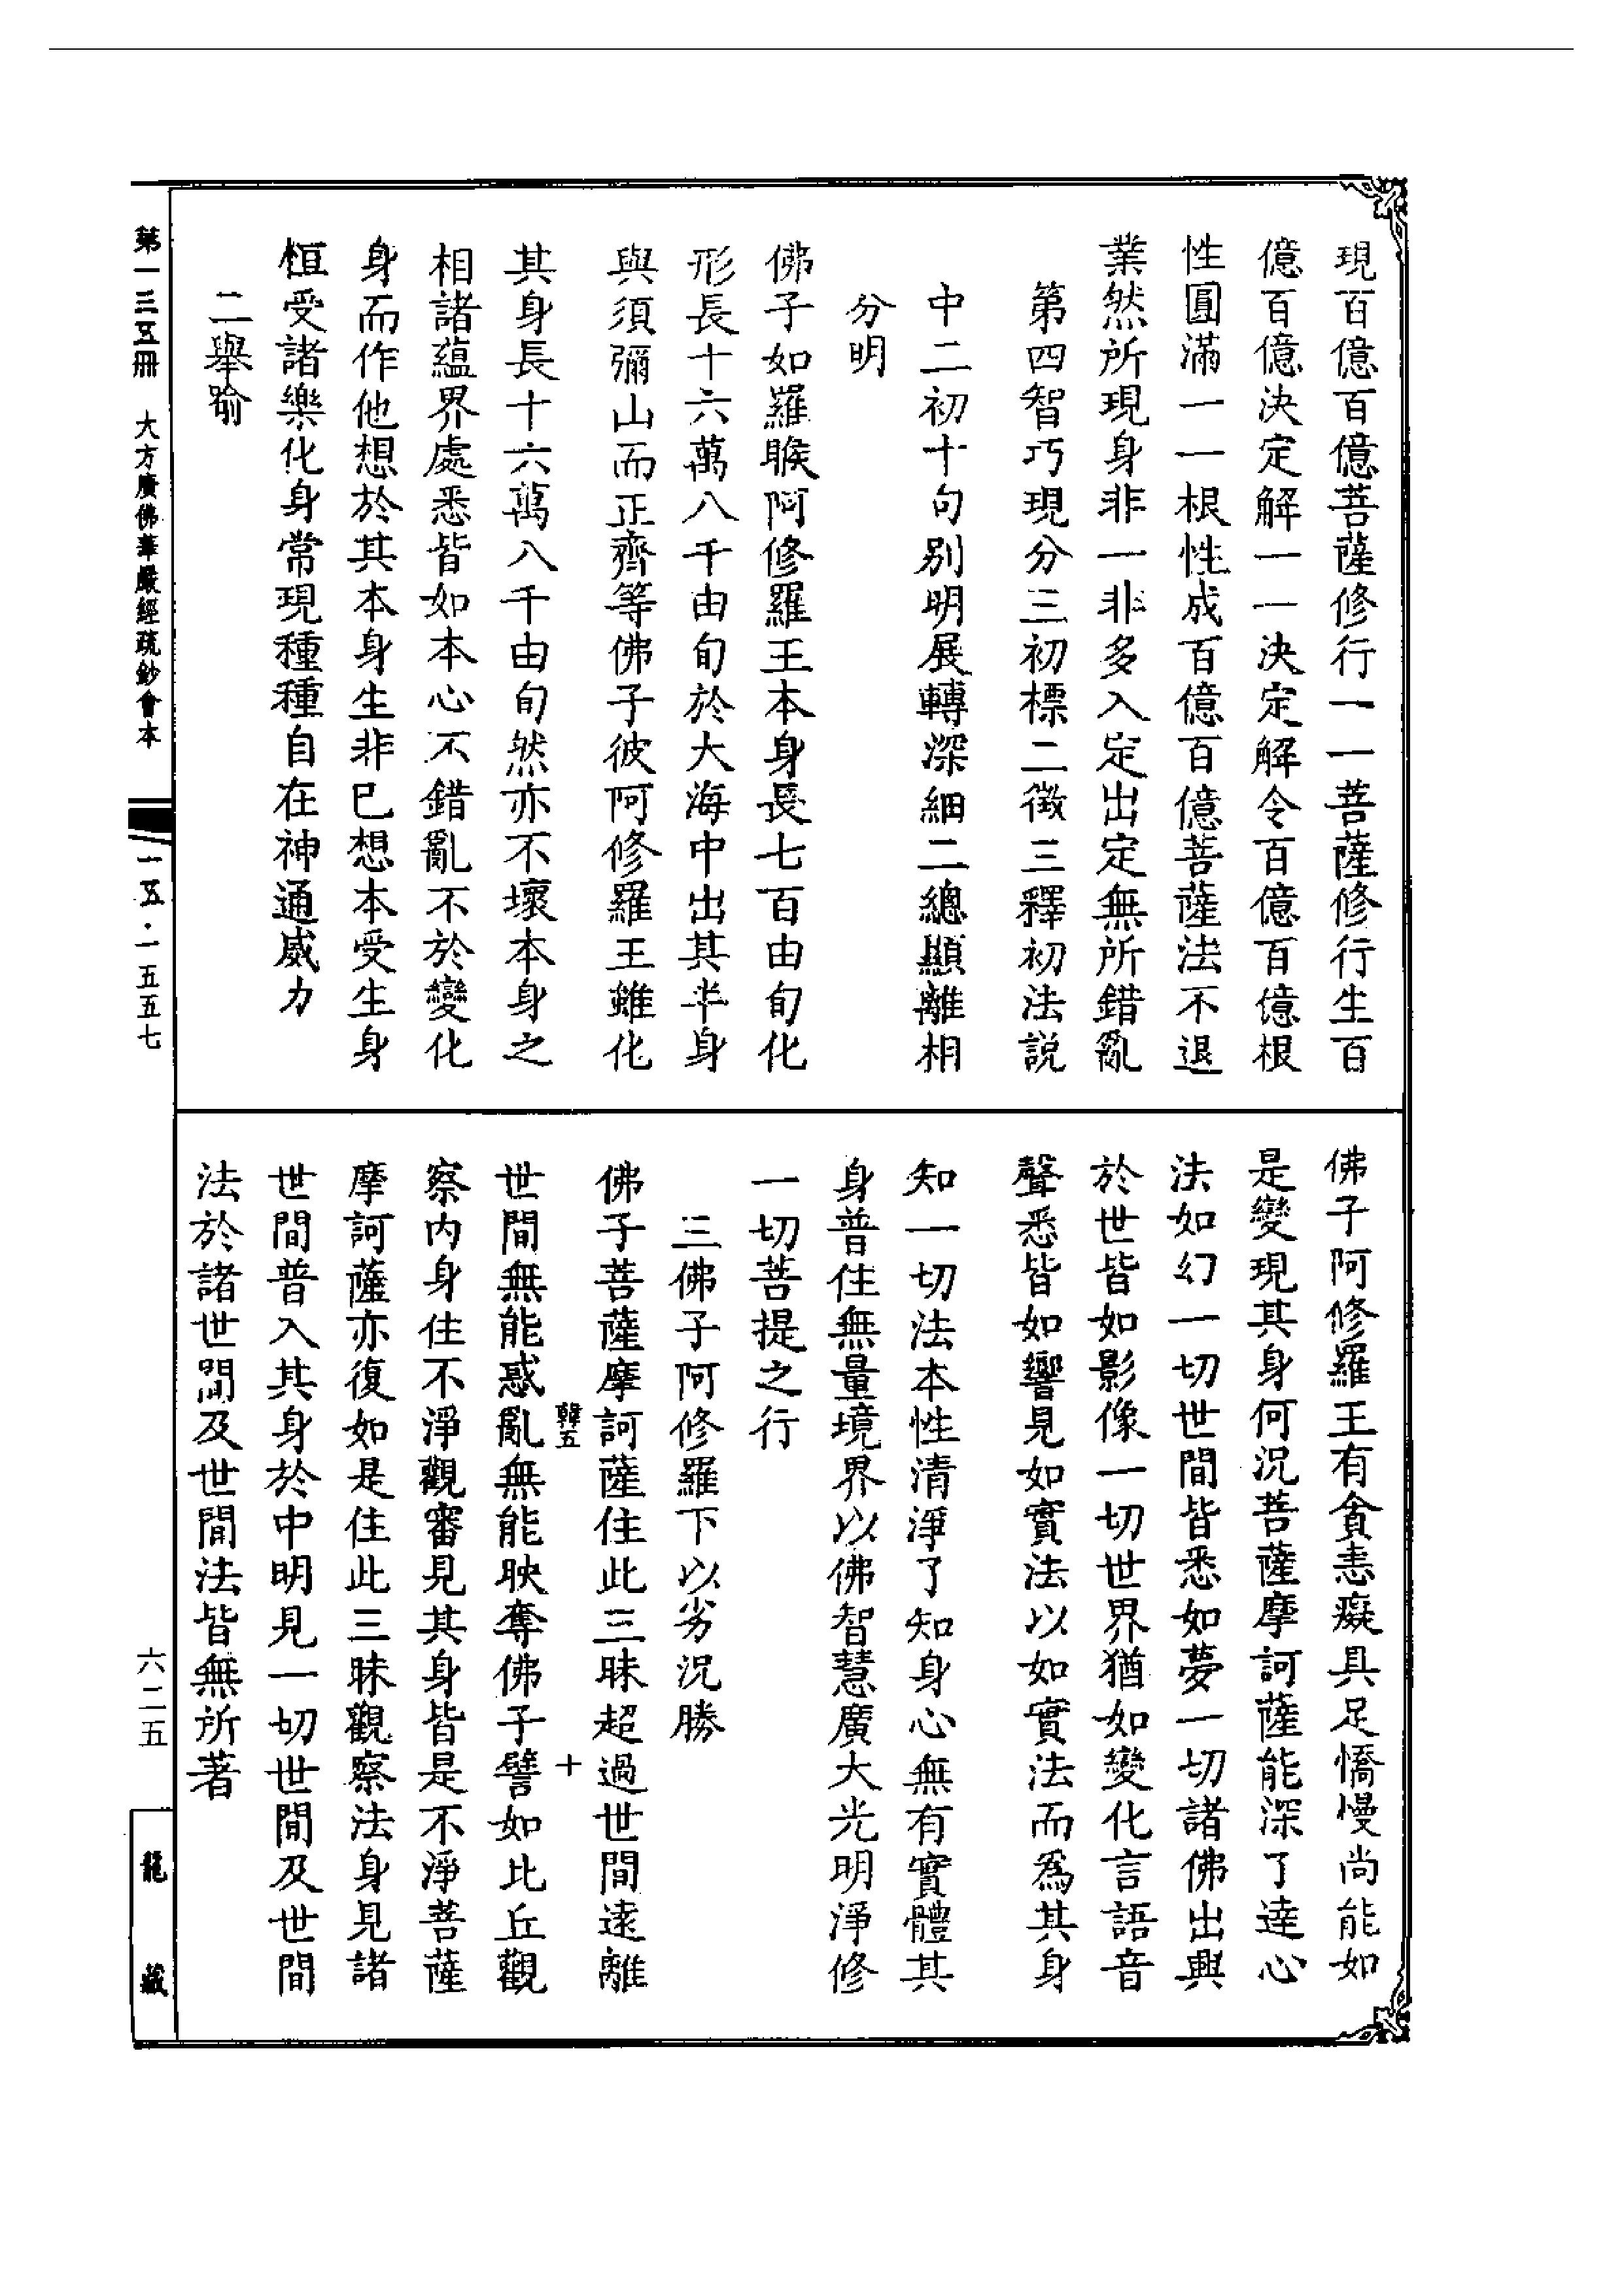 現百億百億菩薩修行一一菩薩修行生百
億百億決定解一一決定解令百億百億根
性圓滿一一根性成百億百億菩薩法不退
業然所現身非一非多入定出定無所錯亂
第四智巧現分三初標二徵三釋初法説
中二初十句別明展轉深細二總顯離相
分明
佛子如羅睺阿修羅王本身長七百由旬化
形長十六萬八千由旬於大海中出其半身
與須彌山而正齊等佛子彼阿修羅王雖化
其身長十六萬八千由旬然亦不壞本身之
相諸蘊界處悉皆如本心不錯亂不於變化
身而作他想於其本身生非已想本受生身
恒受諸樂化身常現種種自在神通威力
二舉喻
佛子阿修羅王有貪恚癡具足憍慢尚能如
是變現其身何況菩薩摩訶薩能深了達心
法如幻一切世間皆悉如夢一切諸佛出興
於世皆如影像一切世界猶如變化言語音
聲悉皆如響見如實法以如實法而爲其身
知一切法本性清淨了知身心無有實體其
身普住無量境界以佛智慧廣大光明淨修
一切菩提之行
三佛子阿修羅下以劣況勝
佛子菩薩摩訶薩住此三昧超過世間遠離
韓五
十
世間無能惑亂無能映奪佛子譬如比丘觀
察内身住不淨觀審見其身皆是不淨菩薩
摩訶薩亦復如是住此三昧觀察法身見諸
世間普入其身於中明見一切世間及世間
法於諸世間及世間法皆無所著
第一三五冊 大方廣佛華嚴經疏鈔會本
一五·一五五七
六二五
龍藏